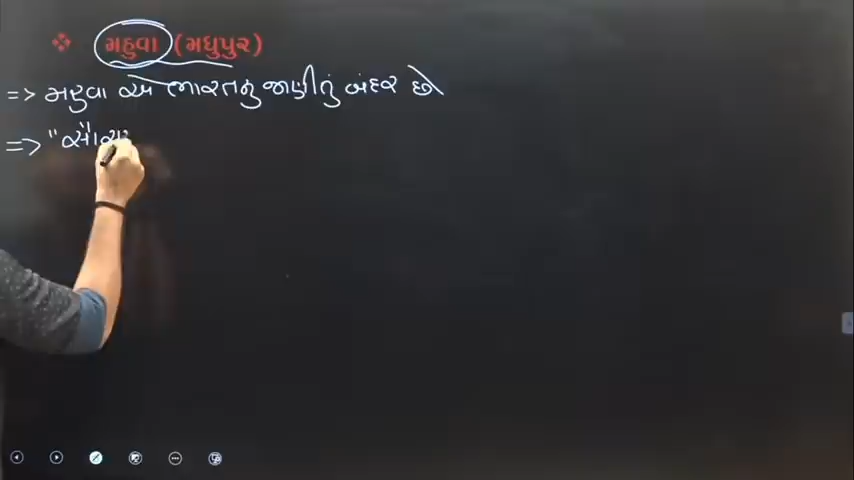 ❖ મહુવા (મધુપુર)
=> મહુવા એ ભારતનું જાણીતું બંદર છે
=> "